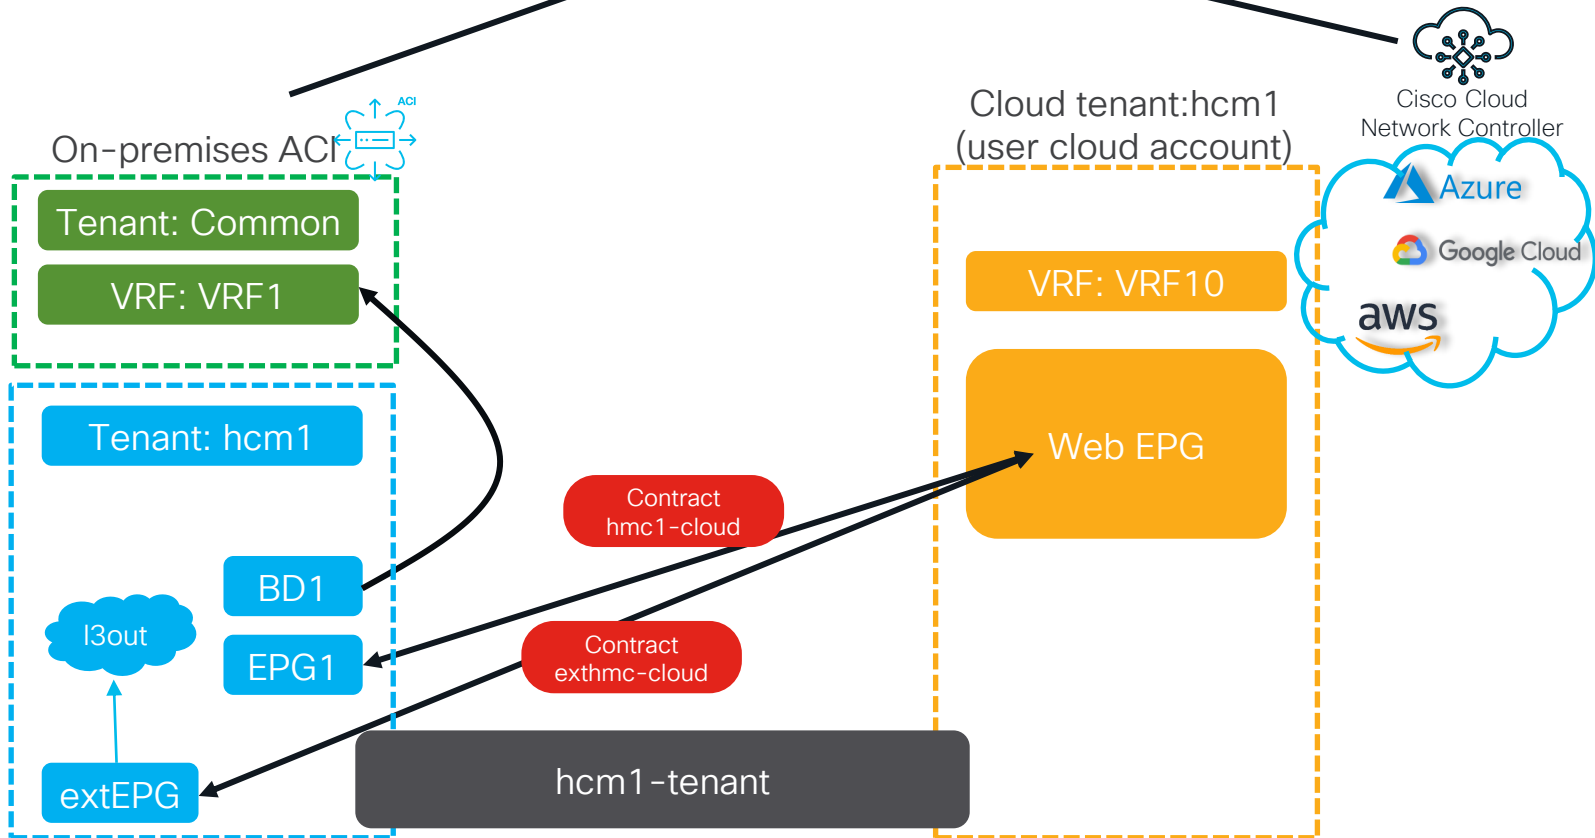 Cisco Cloud
Network Controller
ACI
On-premises ACI
Cloud tenant:hcm1
(user cloud account)
Azure
Google Cloud
aws
Tenant: Common
VRF: VRF1
VRF: VRF10
Tenant: hcm1
Web EPG
Contract
hmc1-cloud
BD1
l3out
EPG1
Contract
exthmc-cloud
extEPG
hcm1-tenant